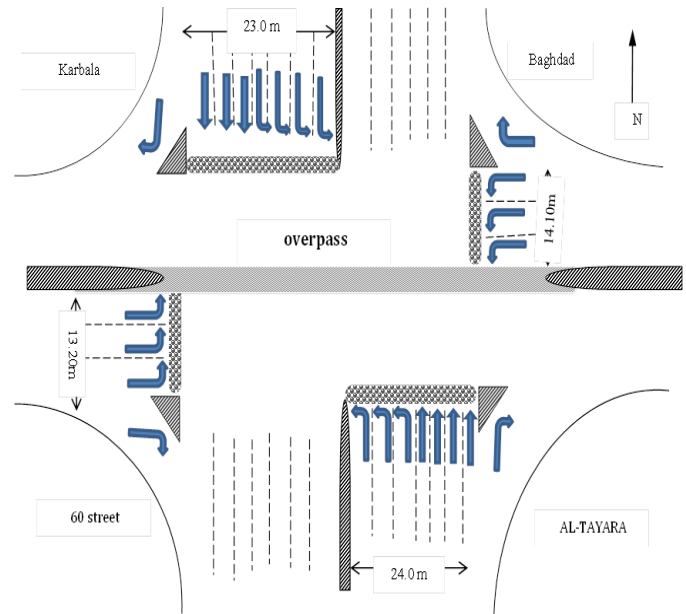 23.0 m
Karbala
Baghdad
N
14.10m
overpass
13.20m
60 street
AL-TAYARA
24.0 m